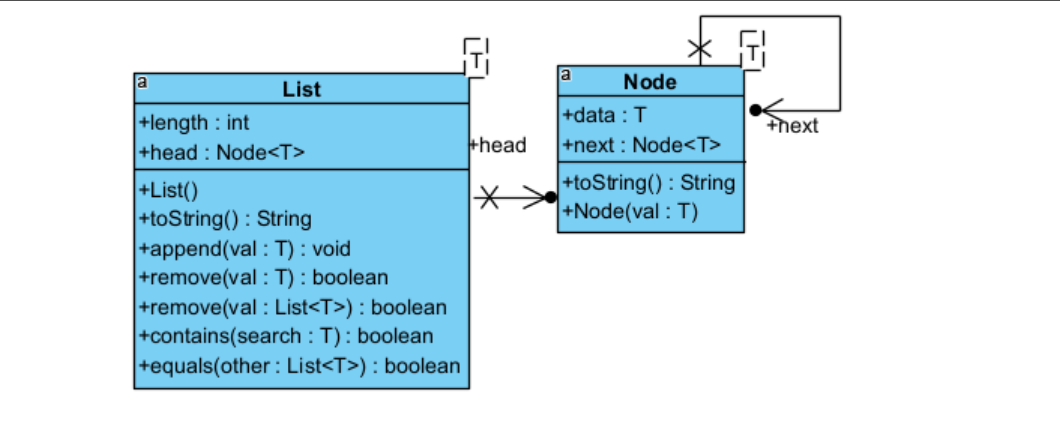 T
a
List
+length : int
+head : Node<T>
+List()
+toString() : String
+append(val : T) : void
+remove(val : T) : boolean
+remove(val : List<T>) : boolean
+contains(search : T) : boolean
+equals(other : List<T>) : boolean
+head
T
a
Node
+data : T
+next : Node<T>
+toString() : String
+Node(val : T)
+next